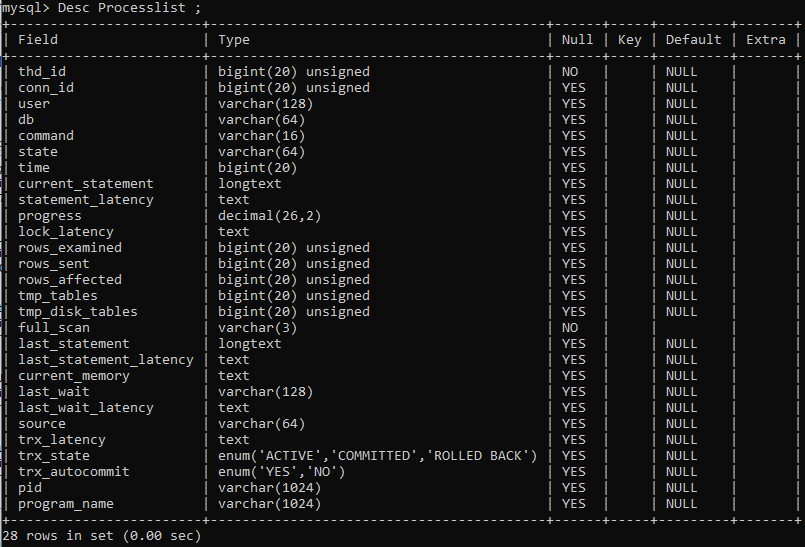 mysql> Desc Processlist ;
+------------------------+----------------------------------------+------+-----+---------+-------+
| Field                  | Type                                   | Null | Key | Default | Extra |
+------------------------+----------------------------------------+------+-----+---------+-------+
| thd_id                 | bigint(20) unsigned                    | NO   |     | NULL    |       |
| conn_id                | bigint(20) unsigned                    | YES  |     | NULL    |       |
| user                   | varchar(128)                           | YES  |     | NULL    |       |
| db                     | varchar(64)                            | YES  |     | NULL    |       |
| command                | varchar(16)                            | YES  |     | NULL    |       |
| state                  | varchar(64)                            | YES  |     | NULL    |       |
| time                   | bigint(20)                             | YES  |     | NULL    |       |
| current_statement      | longtext                               | YES  |     | NULL    |       |
| statement_latency      | text                                   | YES  |     | NULL    |       |
| progress               | decimal(26,2)                          | YES  |     | NULL    |       |
| lock_latency           | text                                   | YES  |     | NULL    |       |
| rows_examined          | bigint(20) unsigned                    | YES  |     | NULL    |       |
| rows_sent              | bigint(20) unsigned                    | YES  |     | NULL    |       |
| rows_affected          | bigint(20) unsigned                    | YES  |     | NULL    |       |
| tmp_tables             | bigint(20) unsigned                    | YES  |     | NULL    |       |
| tmp_disk_tables        | bigint(20) unsigned                    | YES  |     | NULL    |       |
| full_scan              | varchar(3)                             | NO   |     |         |       |
| last_statement         | longtext                               | YES  |     | NULL    |       |
| last_statement_latency | text                                   | YES  |     | NULL    |       |
| current_memory         | text                                   | YES  |     | NULL    |       |
| last_wait              | varchar(128)                           | YES  |     | NULL    |       |
| last_wait_latency      | text                                   | YES  |     | NULL    |       |
| source                 | varchar(64)                            | YES  |     | NULL    |       |
| trx_latency            | text                                   | YES  |     | NULL    |       |
| trx_state              | enum('ACTIVE','COMMITTED','ROLLED BACK') | YES  |     | NULL    |       |
| trx_autocommit         | enum('YES','NO')                       | YES  |     | NULL    |       |
| pid                    | varchar(1024)                          | YES  |     | NULL    |       |
| program_name           | varchar(1024)                          | YES  |     | NULL    |       |
+------------------------+----------------------------------------+------+-----+---------+-------+
28 rows in set (0.00 sec)